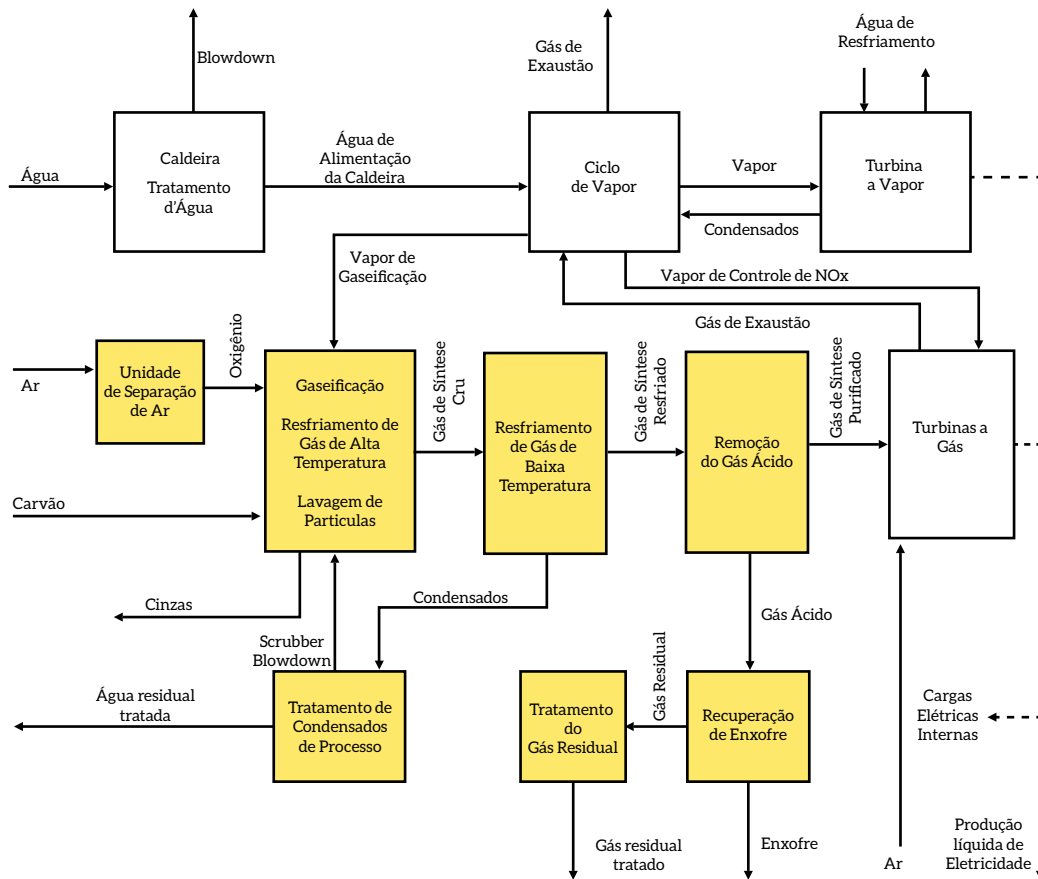 Blowdown
Gás de
Exaustão
Água de
Resfriamento
Água
Caldeira
Tratamento
d'Água
Água de
Alimentação
da Caldeira
Ciclo
de Vapor
Vapor
Condensados
Turbina
a Vapor
Vapor de
Gaseificação
Vapor de Controle de NOx
Gás de Exaustão
Ar
Unidade
de Separação
de Ar
Oxigênio
Gaseificação
Resfriamento de
Gás de Alta
Temperatura
Lavagem de
Particulas
Gás de Síntese
Cru
Resfriamento
de Gás de
Baixa
Temperatura
Gás de Síntese
Resfriado
Remoção
do Gás Ácido
Gás de Síntese
Purificado
Turbinas a
Gás
Carvão
Cinzas
Condensados
Scrubber
Blowdown
Gás Ácido
Água residual
tratada
Tratamento de
Condensados
de Processo
Tratamento
do
Gás Residual
Gás Residual
Recuperação
de Enxofre
Cargas
Elétricas
Internas
Gás residual
tratado
Enxofre
Ar
Produção
líquida de
Eletricidade